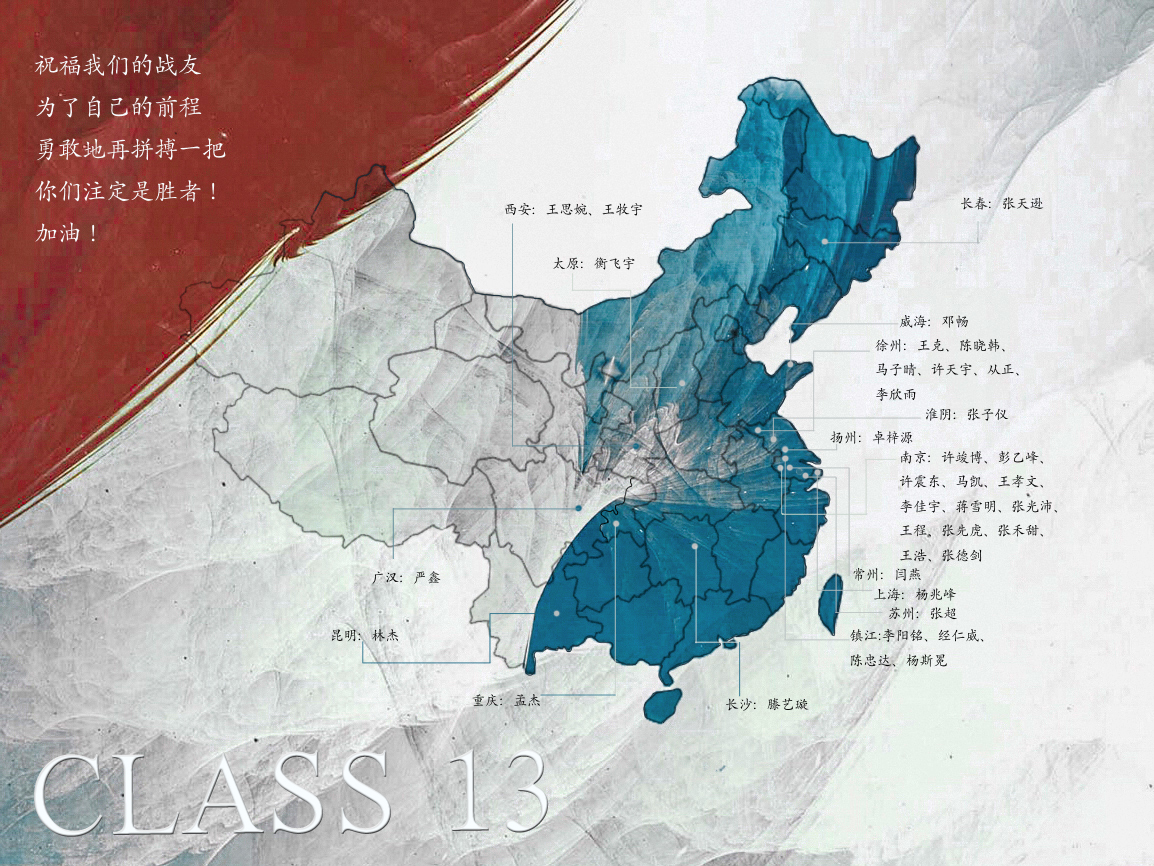 祝福我们的战友
为了自己的前程
勇敢地再拼搏一把
你们注定是胜者！
加油！
西安：王思婉、王牧宇
长春：张天逊
太原：衡飞宇
威海：邓畅
徐州：王克、陈晓韩、
马子晴、许天宇、从正、
李欣雨
淮阴：张子仪
扬州：卓梓源
南京：许竣博、彭乙峰、
许震东、马凯、王孝文、
李佳宇、蒋雪明、张光沛、
王程。张先虎、张禾甜、
王浩、张德剑
常州：闫燕
广汉：严鑫
上海：杨兆峰
苏州：张超
昆明：林杰
镇江:李阳铭、经仁威、
陈忠达、杨斯冕
重庆：孟杰
长沙：滕艺璇
CLASS 13